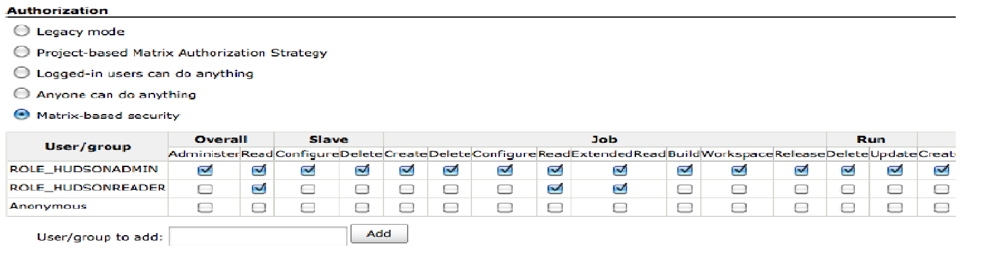 Authorization
Legacy mode
Project-based Matrix Authorization Strategy
Logged-in users can do anything
Anyone can do anything
Matrix-based security
User/group Overall Slave Job Run
Administer Read Configure Delete Create Delete Configure Read ExtendedRead Build Workspace Release Delete Update Creat
ROLE_HUDSONADMIN
ROLE_HUDSONREADER
Anonymous
User/group to add: Add